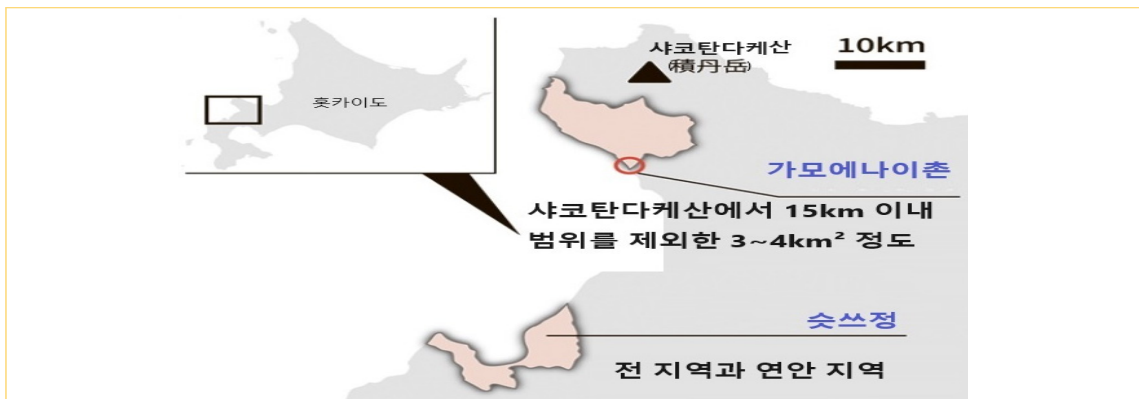 홋카이도
샤코탄다케산
(積丹岳)
10km
가모에나이촌
샤코탄다케산에서 15km 이내
범위를 제외한 3~4km² 정도
슷쓰정
전 지역과 연안 지역